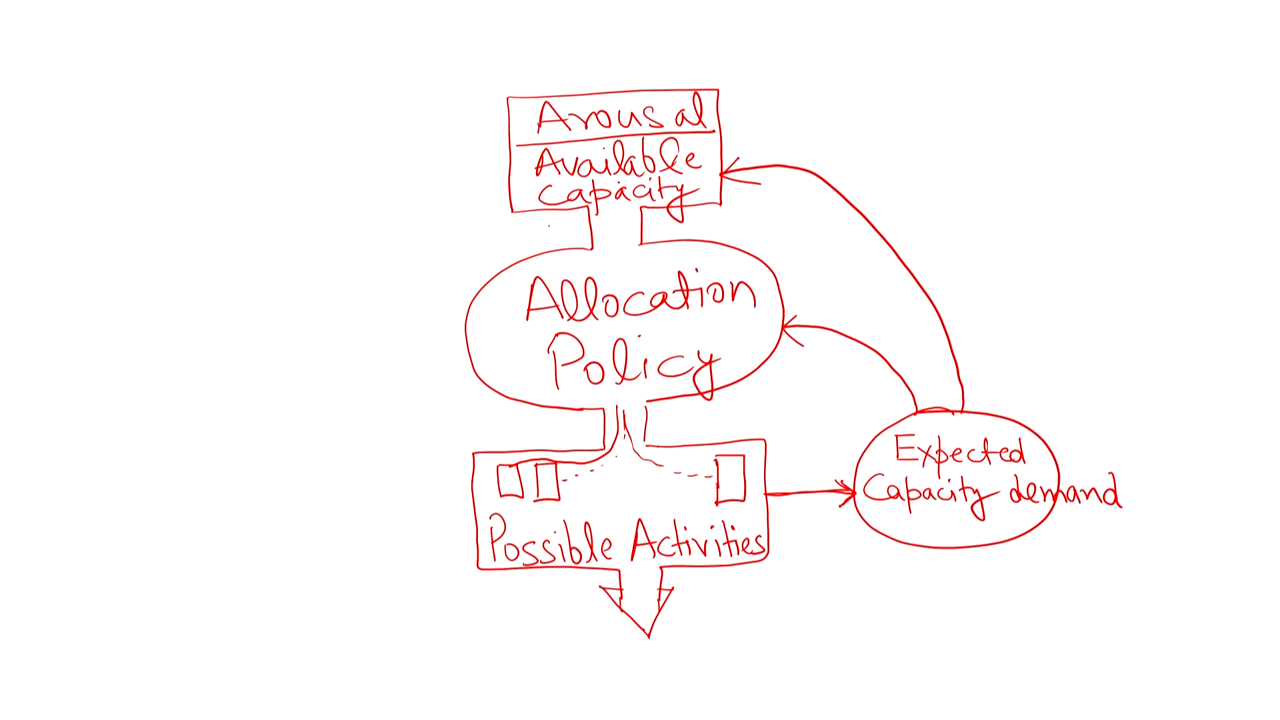 Arousal
Available
Capacity
Allocation
Policy
Possible Activities
Expected
Capacity demand